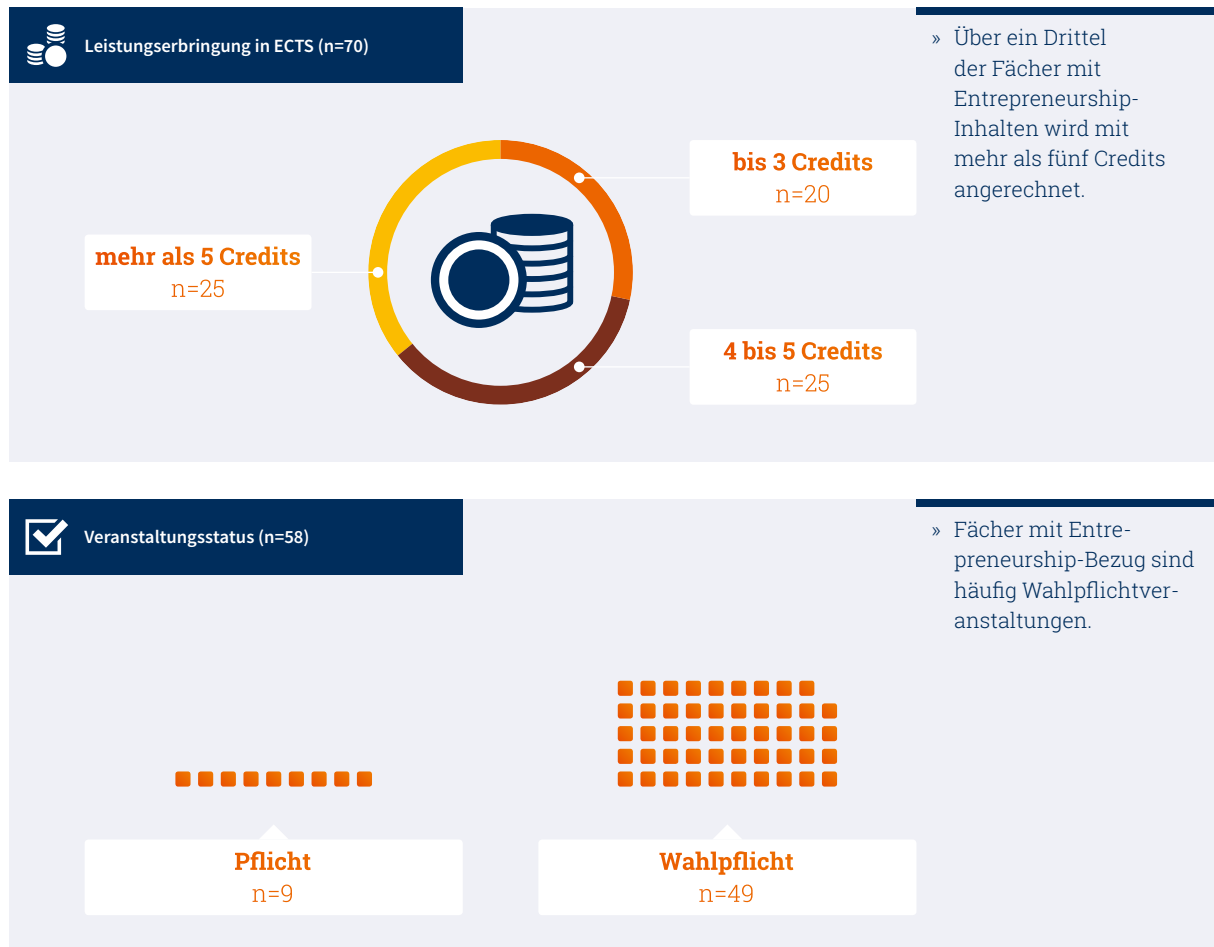 Leistungserbringung in ECTS (n=70)
» Über ein Drittel
der Fächer mit
Entrepreneurship-
Inhalten wird mit
mehr als fünf Credits
angerechnet.
bis 3 Credits
n=20
mehr als 5 Credits
n=25
4 bis 5 Credits
n=25
Veranstaltungsstatus (n=58)
» Fächer mit Entre-
preneurship-Bezug sind
häufig Wahlpflichtver-
anstaltungen.
Pflicht
n=9
Wahlpflicht
n=49